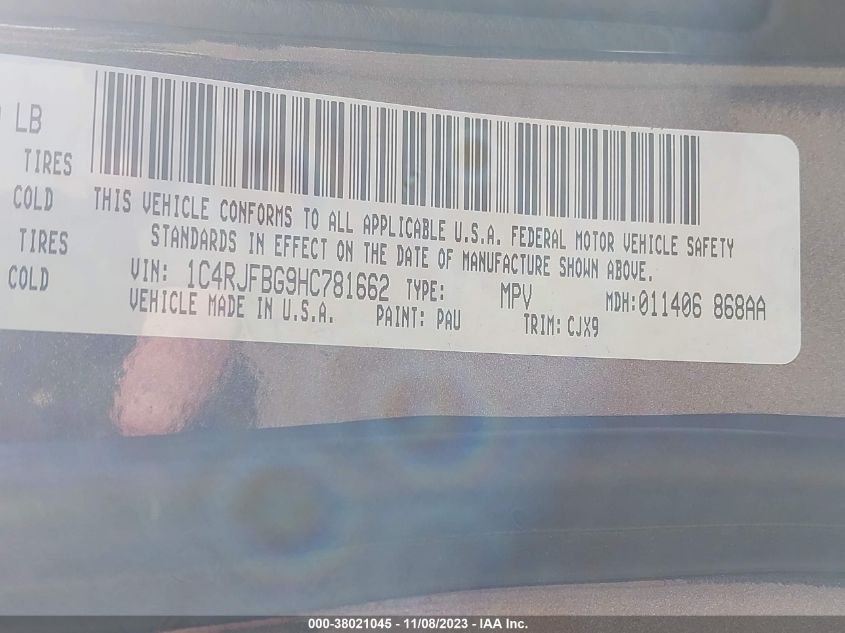 LB
TIRES
COLD
TIRES
COLD
THIS VEHICLE CONFORMS TO ALL APPLICABLE U.S.A. FEDERAL MOTOR VEHICLE SAFETY
STANDARDS IN EFFECT ON THE DATE OF MANUFACTURE SHOWN ABOVE.
VIN: 1C4RJFBG9HC781662 TYPE: MPV MDH:011406 868AA
VEHICLE MADE IN U.S.A. PAINT: PAU TRIM: CJX9
000-38021045 - 11/08/2023 - IAA Inc.